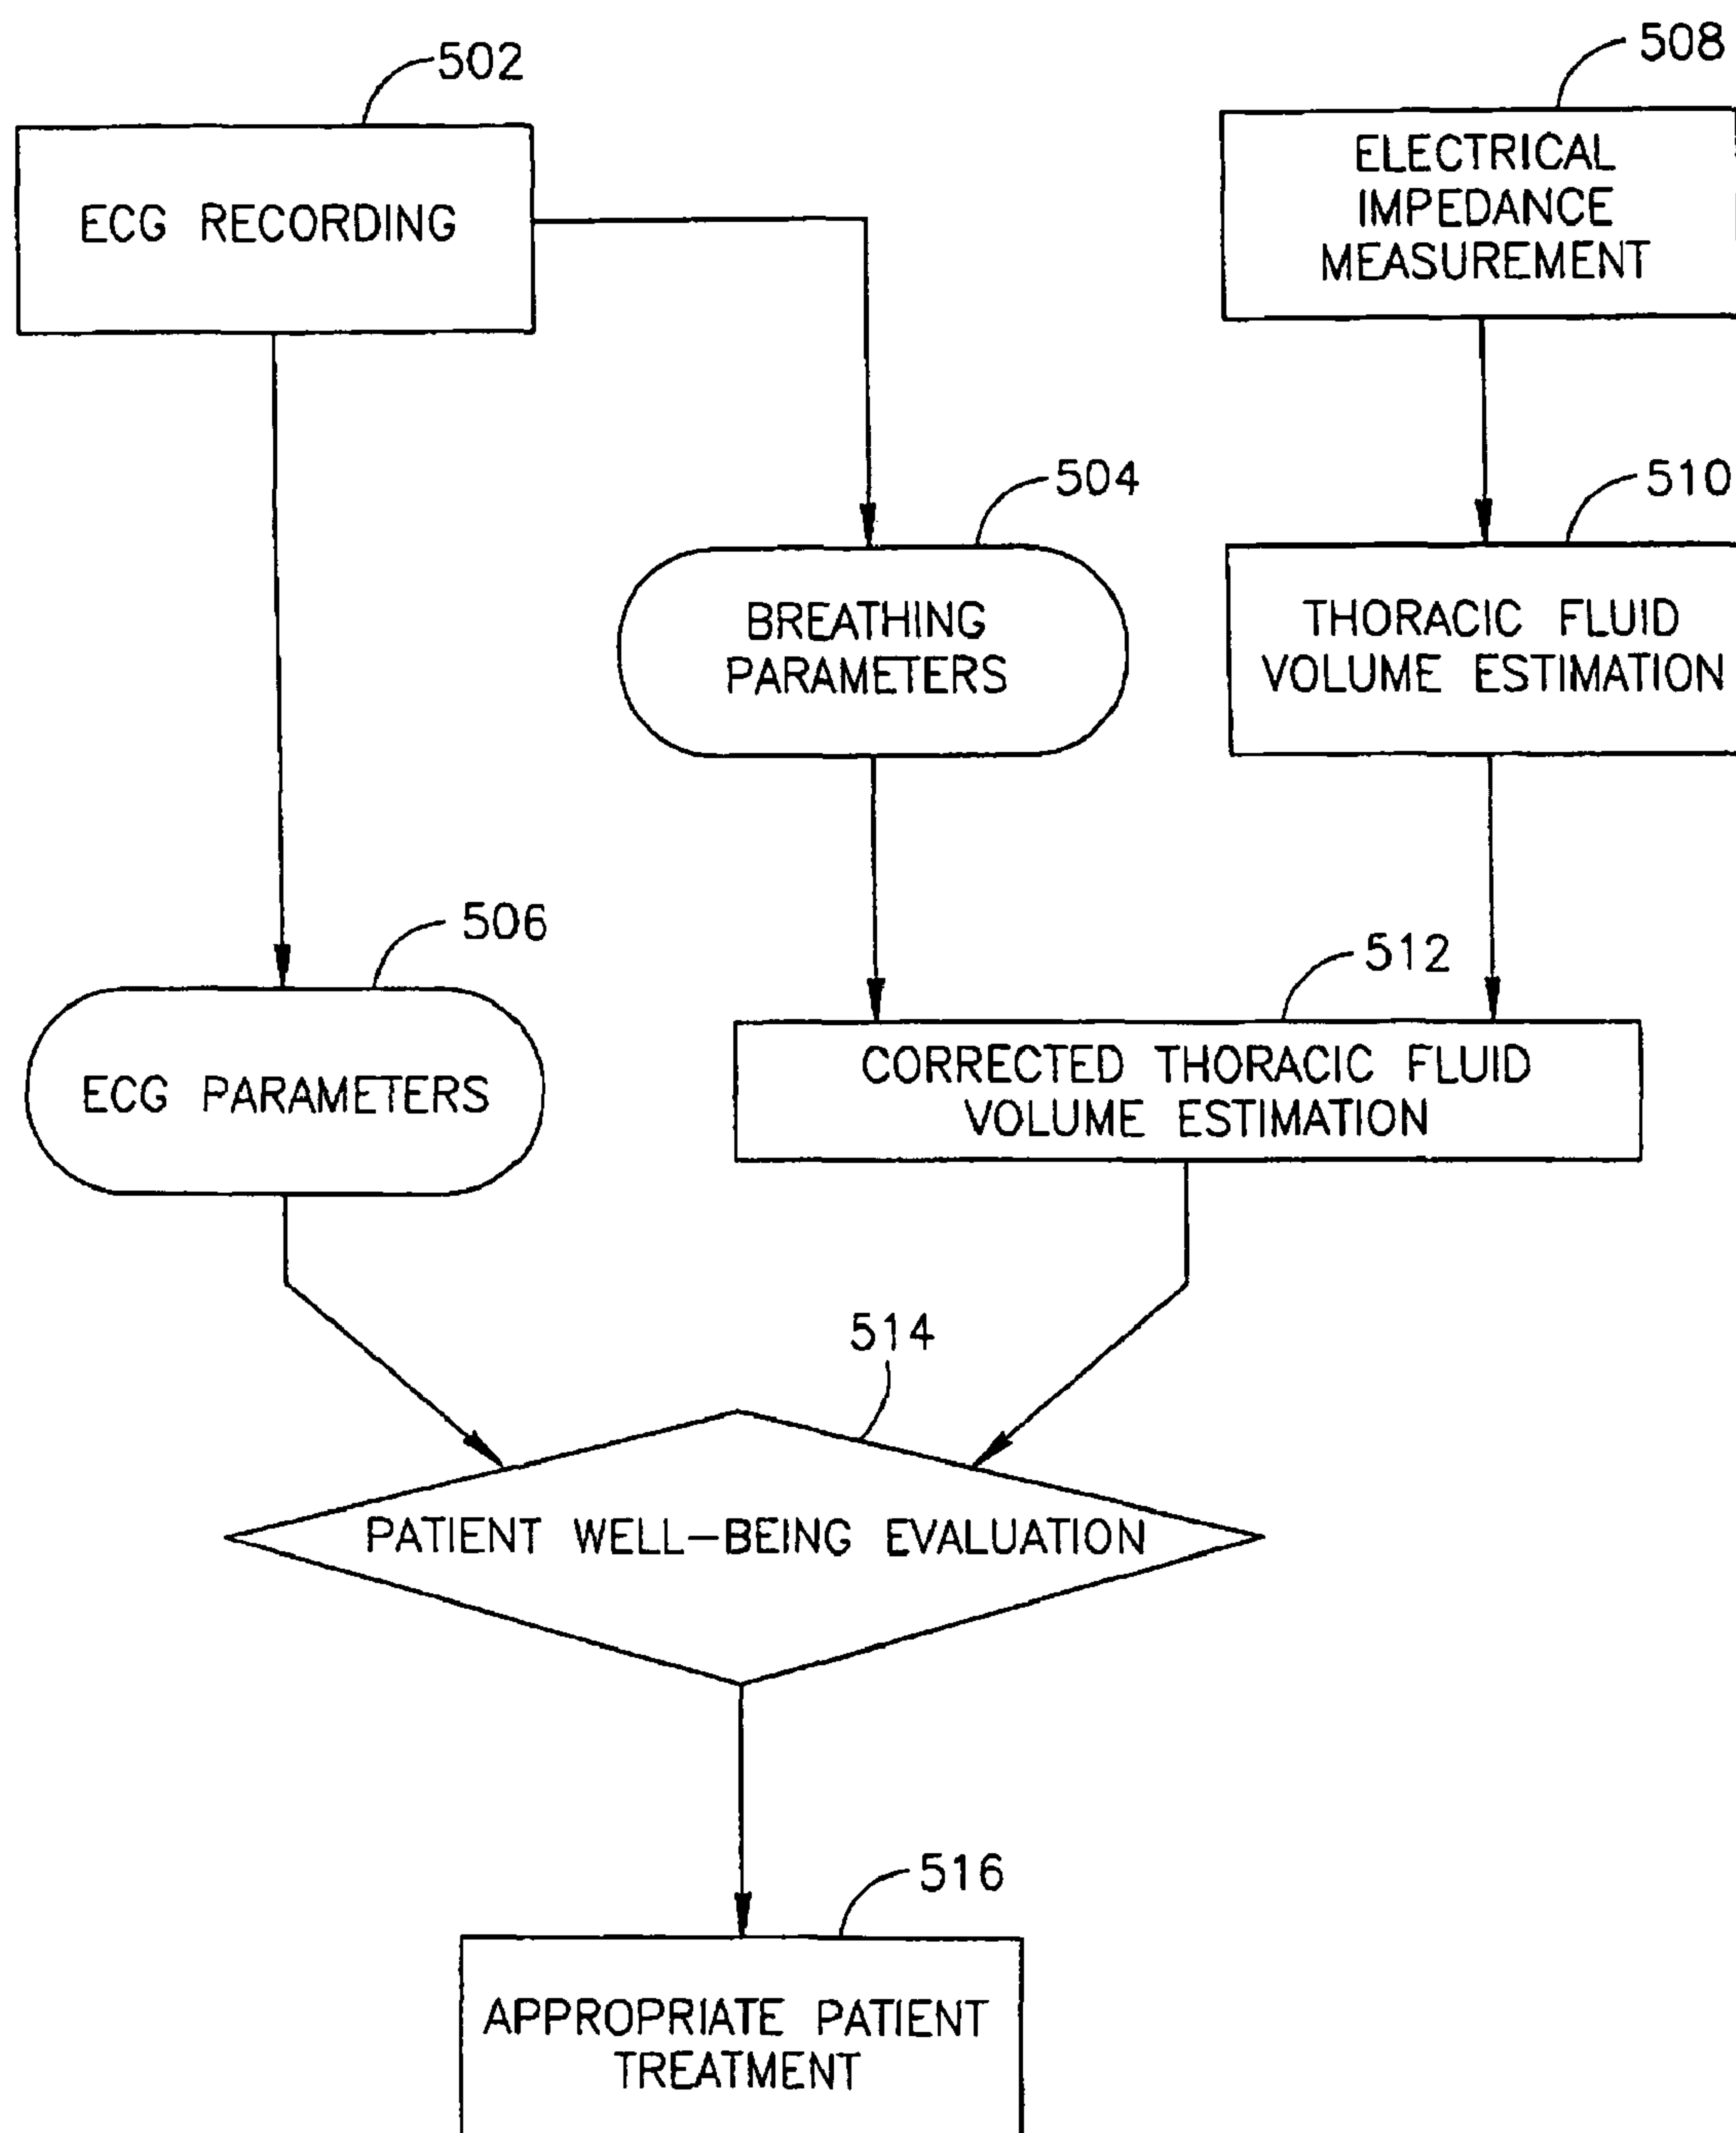 502
508
ECG RECORDING
ELECTRICAL
IMPEDANCE
MEASUREMENT
504
510
BREATHING
PARAMETERS
THORACIC FLUID
VOLUME ESTIMATION
506
512
ECG PARAMETERS
CORRECTED THORACIC FLUID
VOLUME ESTIMATION
514
PATIENT WELL-BEING EVALUATION
516
APPROPRIATE PATIENT
TREATMENT